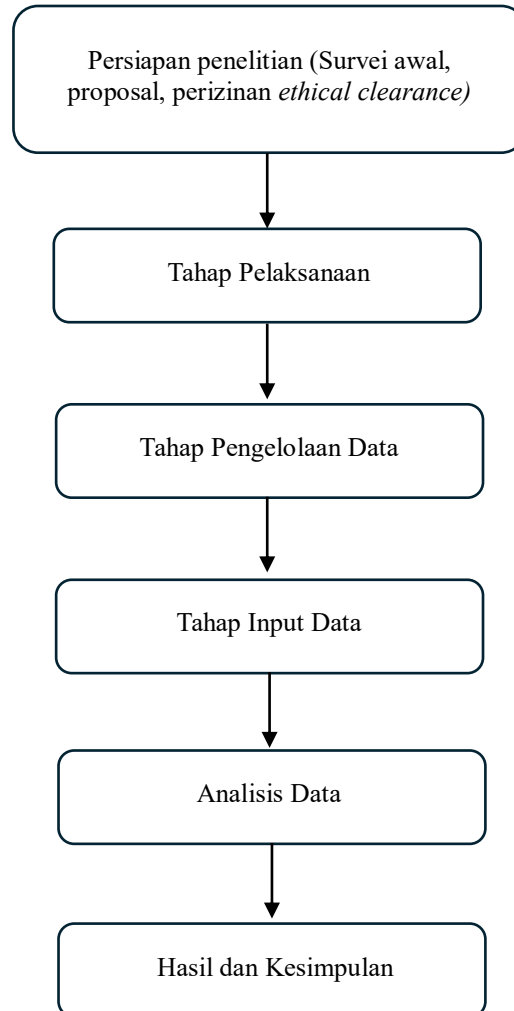 Persiapan penelitian (Survei awal,
proposal, perizinan ethical clearance)
Tahap Pelaksanaan
Tahap Pengelolaan Data
Tahap Input Data
Analisis Data
Hasil dan Kesimpulan